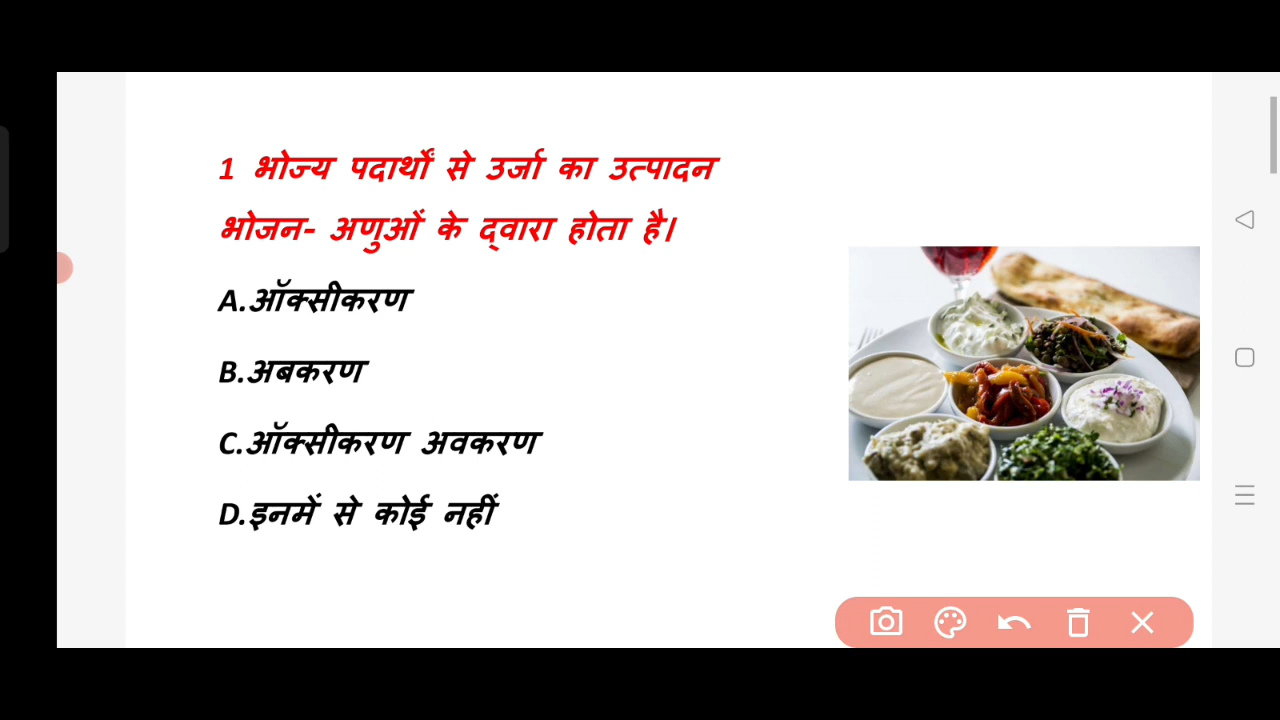 1 भोज्य पदार्थों से उर्जा का उत्पादन
भोजन- अणुओं के द्वारा होता है।
A.ऑक्सीकरण
B.अबकरण
C.ऑक्सीकरण अवकरण
D.इनमें से कोई नहीं